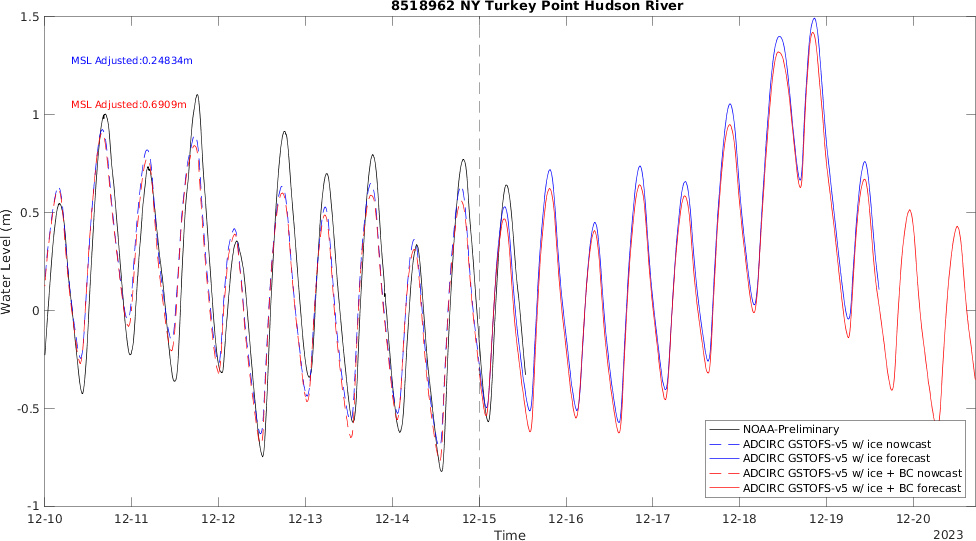 8518962 NY Turkey Point Hudson River
1.5
MSL Adjusted:0.24834m
MSL Adjusted:0.6909m
1
0.5
Water Level (m)
0
-0.5
NOAA-Preliminary
ADCIRC GSTOFS-v5 w/ ice nowcast
ADCIRC GSTOFS-v5 w/ ice forecast
ADCIRC GSTOFS-v5 w/ ice + BC nowcast
ADCIRC GSTOFS-v5 w/ ice + BC forecast
-1
12-10 12-11 12-12 12-13 12-14 12-15 12-16 12-17 12-18 12-19 12-20
Time
2023